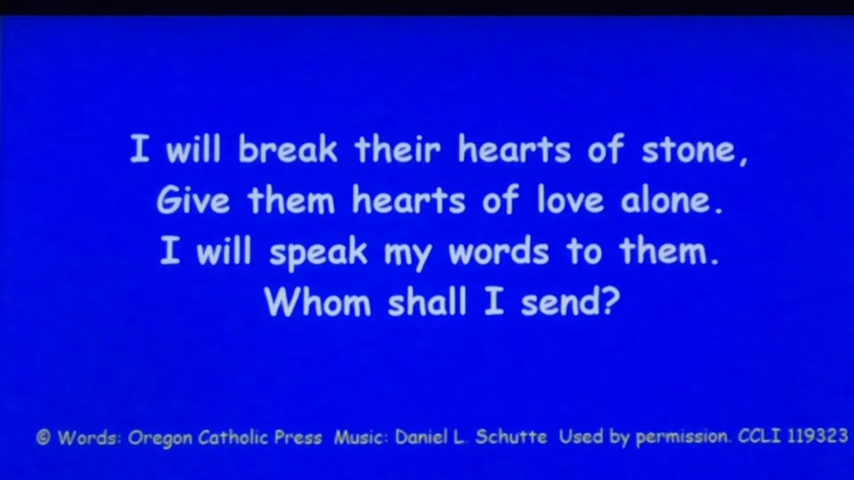 I will break their hearts of stone,
Give them hearts of love alone.
I will speak my words to them.
Whom shall I send?
© Words: Oregon Catholic Press Music: Daniel L. Schutte Used by permission. CCLI 119323